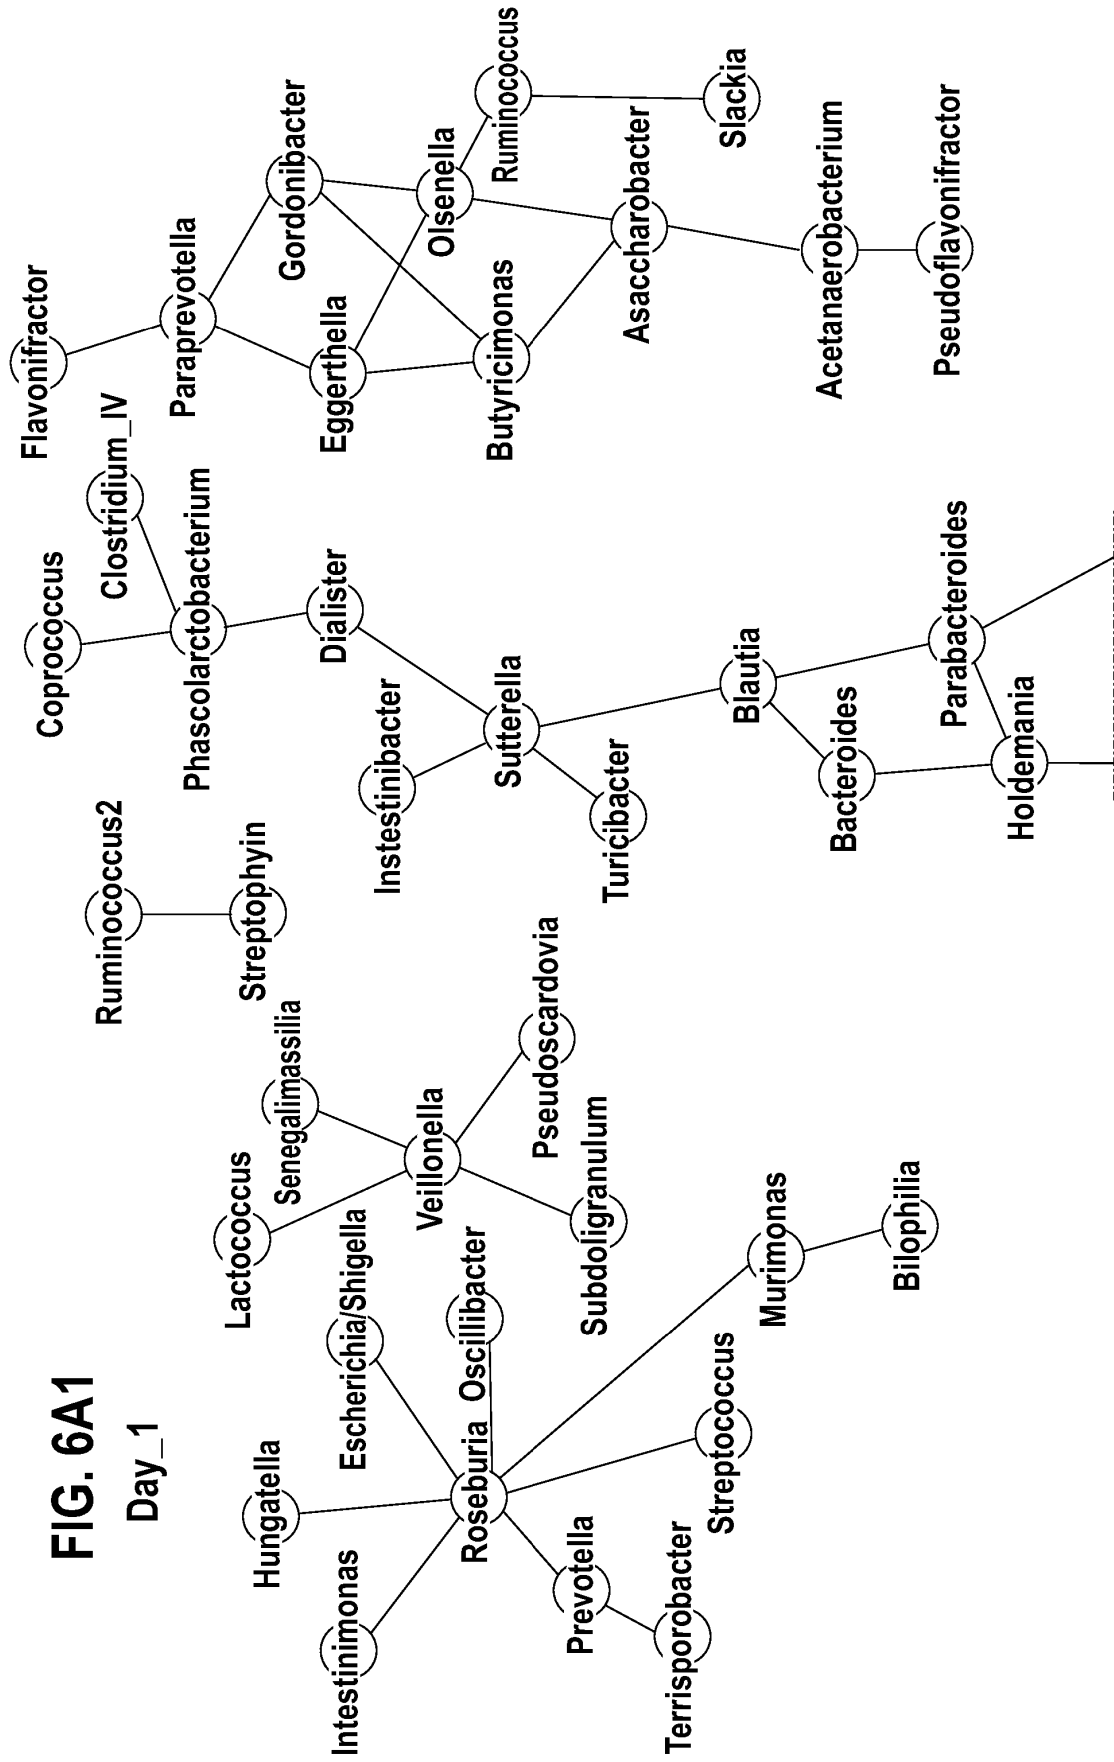 FIG. 6A1
Day_1
Intestinimonas
Hungatella
Escherichia/Shigella
Oscillibacter
Roseburia
Prevotella
Terrisporobacter
Streptococcus
Murimonas
Bilophilia
Lactococcus
Senegalimassilia
Veillonella
Pseudoscardovia
Subdoligranulum
Ruminococcus2
Streptophyin
Coprococcus
Clostridium_IV
Phascolarctobacterium
Dialister
Instestinibacter
Sutterella
Turicibacter
Blautia
Bacteroides
Parabacteroides
Holdemania
Flavonifractor
Paraprevotella
Gordonibacter
Eggerthella
Olsenella
Ruminococcus
Butyricimonas
Slackia
Asaccharobacter
Acetanaerobacterium
Pseudoflavonifractor